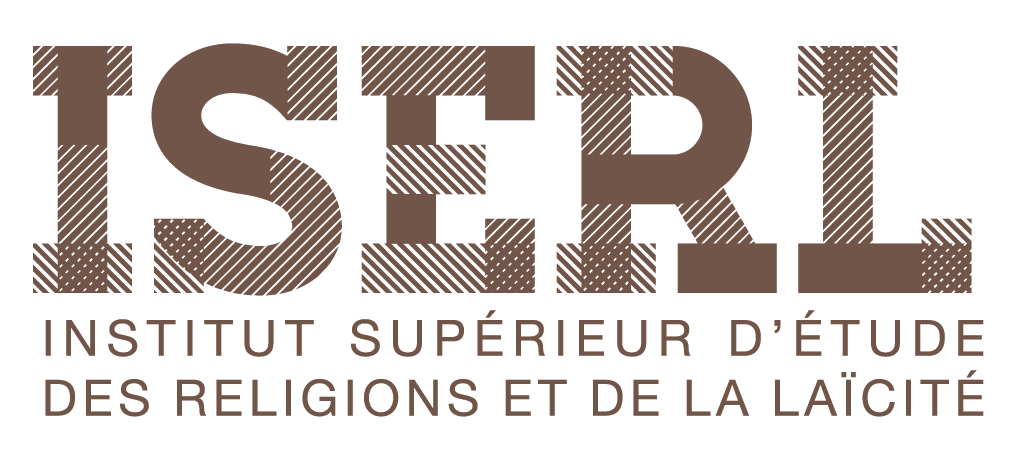 ISERL
INSTITUT SUPÉRIEUR D'ÉTUDE
DES RELIGIONS ET DE LA LAÏCITÉ